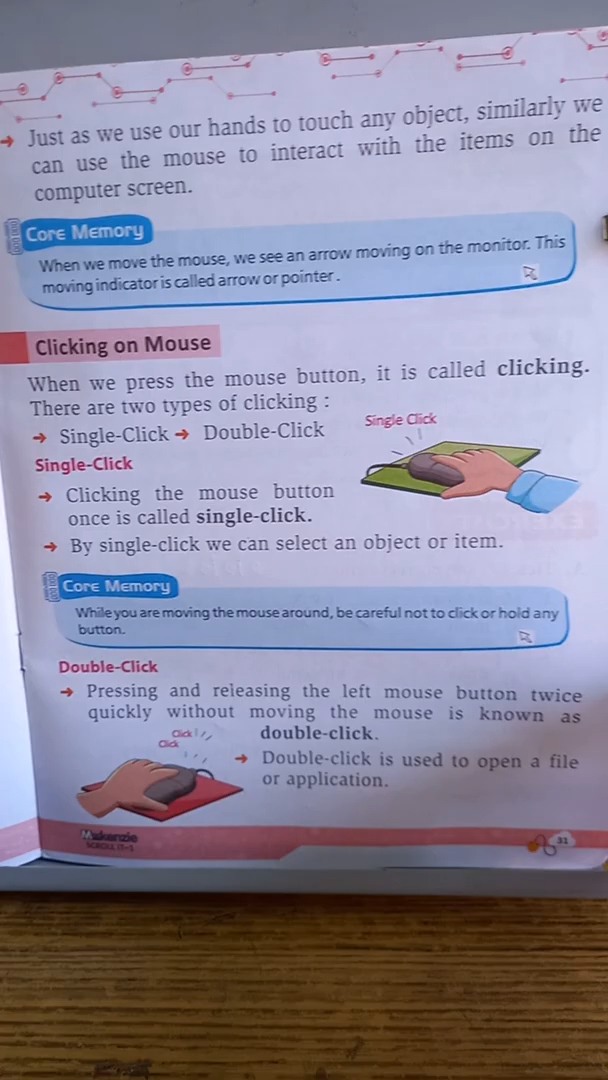 → Just as we use our hands to touch any object, similarly we
can use the mouse to interact with the items on the
computer screen.
Core Memory
When we move the mouse, we see an arrow moving on the monitor. This
moving indicator is called arrow or pointer .
Clicking on Mouse
When we press the mouse button, it is called clicking.
There are two types of clicking :
→ Single-Click → Double-Click
Single Click
Single-Click
→ Clicking the mouse button
once is called single-click.
→ By single-click we can select an object or item.
Core Memory
While you are moving the mouse around, be careful not to click or hold any
button.
Double-Click
→ Pressing and releasing the left mouse button twice
quickly without moving the mouse is known as
double-click.
Click
Click
→ Double-click is used to open a file
or application.
Makenzie
SCROLL IT-1
31